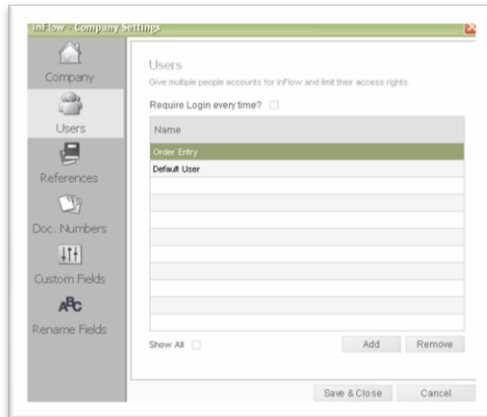 inFlow - Company Settings
Company
Users
References
Doc. Numbers
Custom Fields
ABC
Rename Fields
Users
Give multiple people accounts for inFlow and limit their access rights.
Require Login every time?
Name
Order Entry
Default User
Show All
Add Remove
Save & Close Cancel